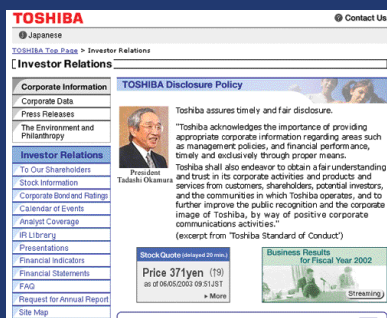 TOSHIBA
Contact Us
Japanese
TOSHIBA Top Page > Investor Relations
Investor Relations
Corporate Information
Corporate Data
Press Releases
The Environment and
Philanthropy
Investor Relations
To Our Shareholders
Stock Information
Corporate Bond and Ratings
Calendar of Events
Analyst Coverage
IR Library
Presentations
Financial Indicators
Financial Statements
FAQ
Request for Annual Report
Site Map
TOSHIBA Disclosure Policy
President
Tadashi Okamura
Toshiba assures timely and fair disclosure.
"Toshiba acknowledges the importance of providing
appropriate corporate information regarding areas such
as management policies, and financial performance,
timely and exclusively through proper means.
Toshiba shall also endeavor to obtain a fair understanding
and trust in its corporate activities and products and
services from customers, shareholders, potential investors,
and the communities in which Toshiba operates, and to
further improve the public recognition and the corporate
image of Toshiba, by way of positive corporate
communications activities."
(excerpt from 'Toshiba Standard of Conduct')
Stock Quote (delayed 20 min.)
Price 371yen (T9)
as of 06/05/2003 09:51JST
More
Business Results
for Fiscal Year 2002
Streaming